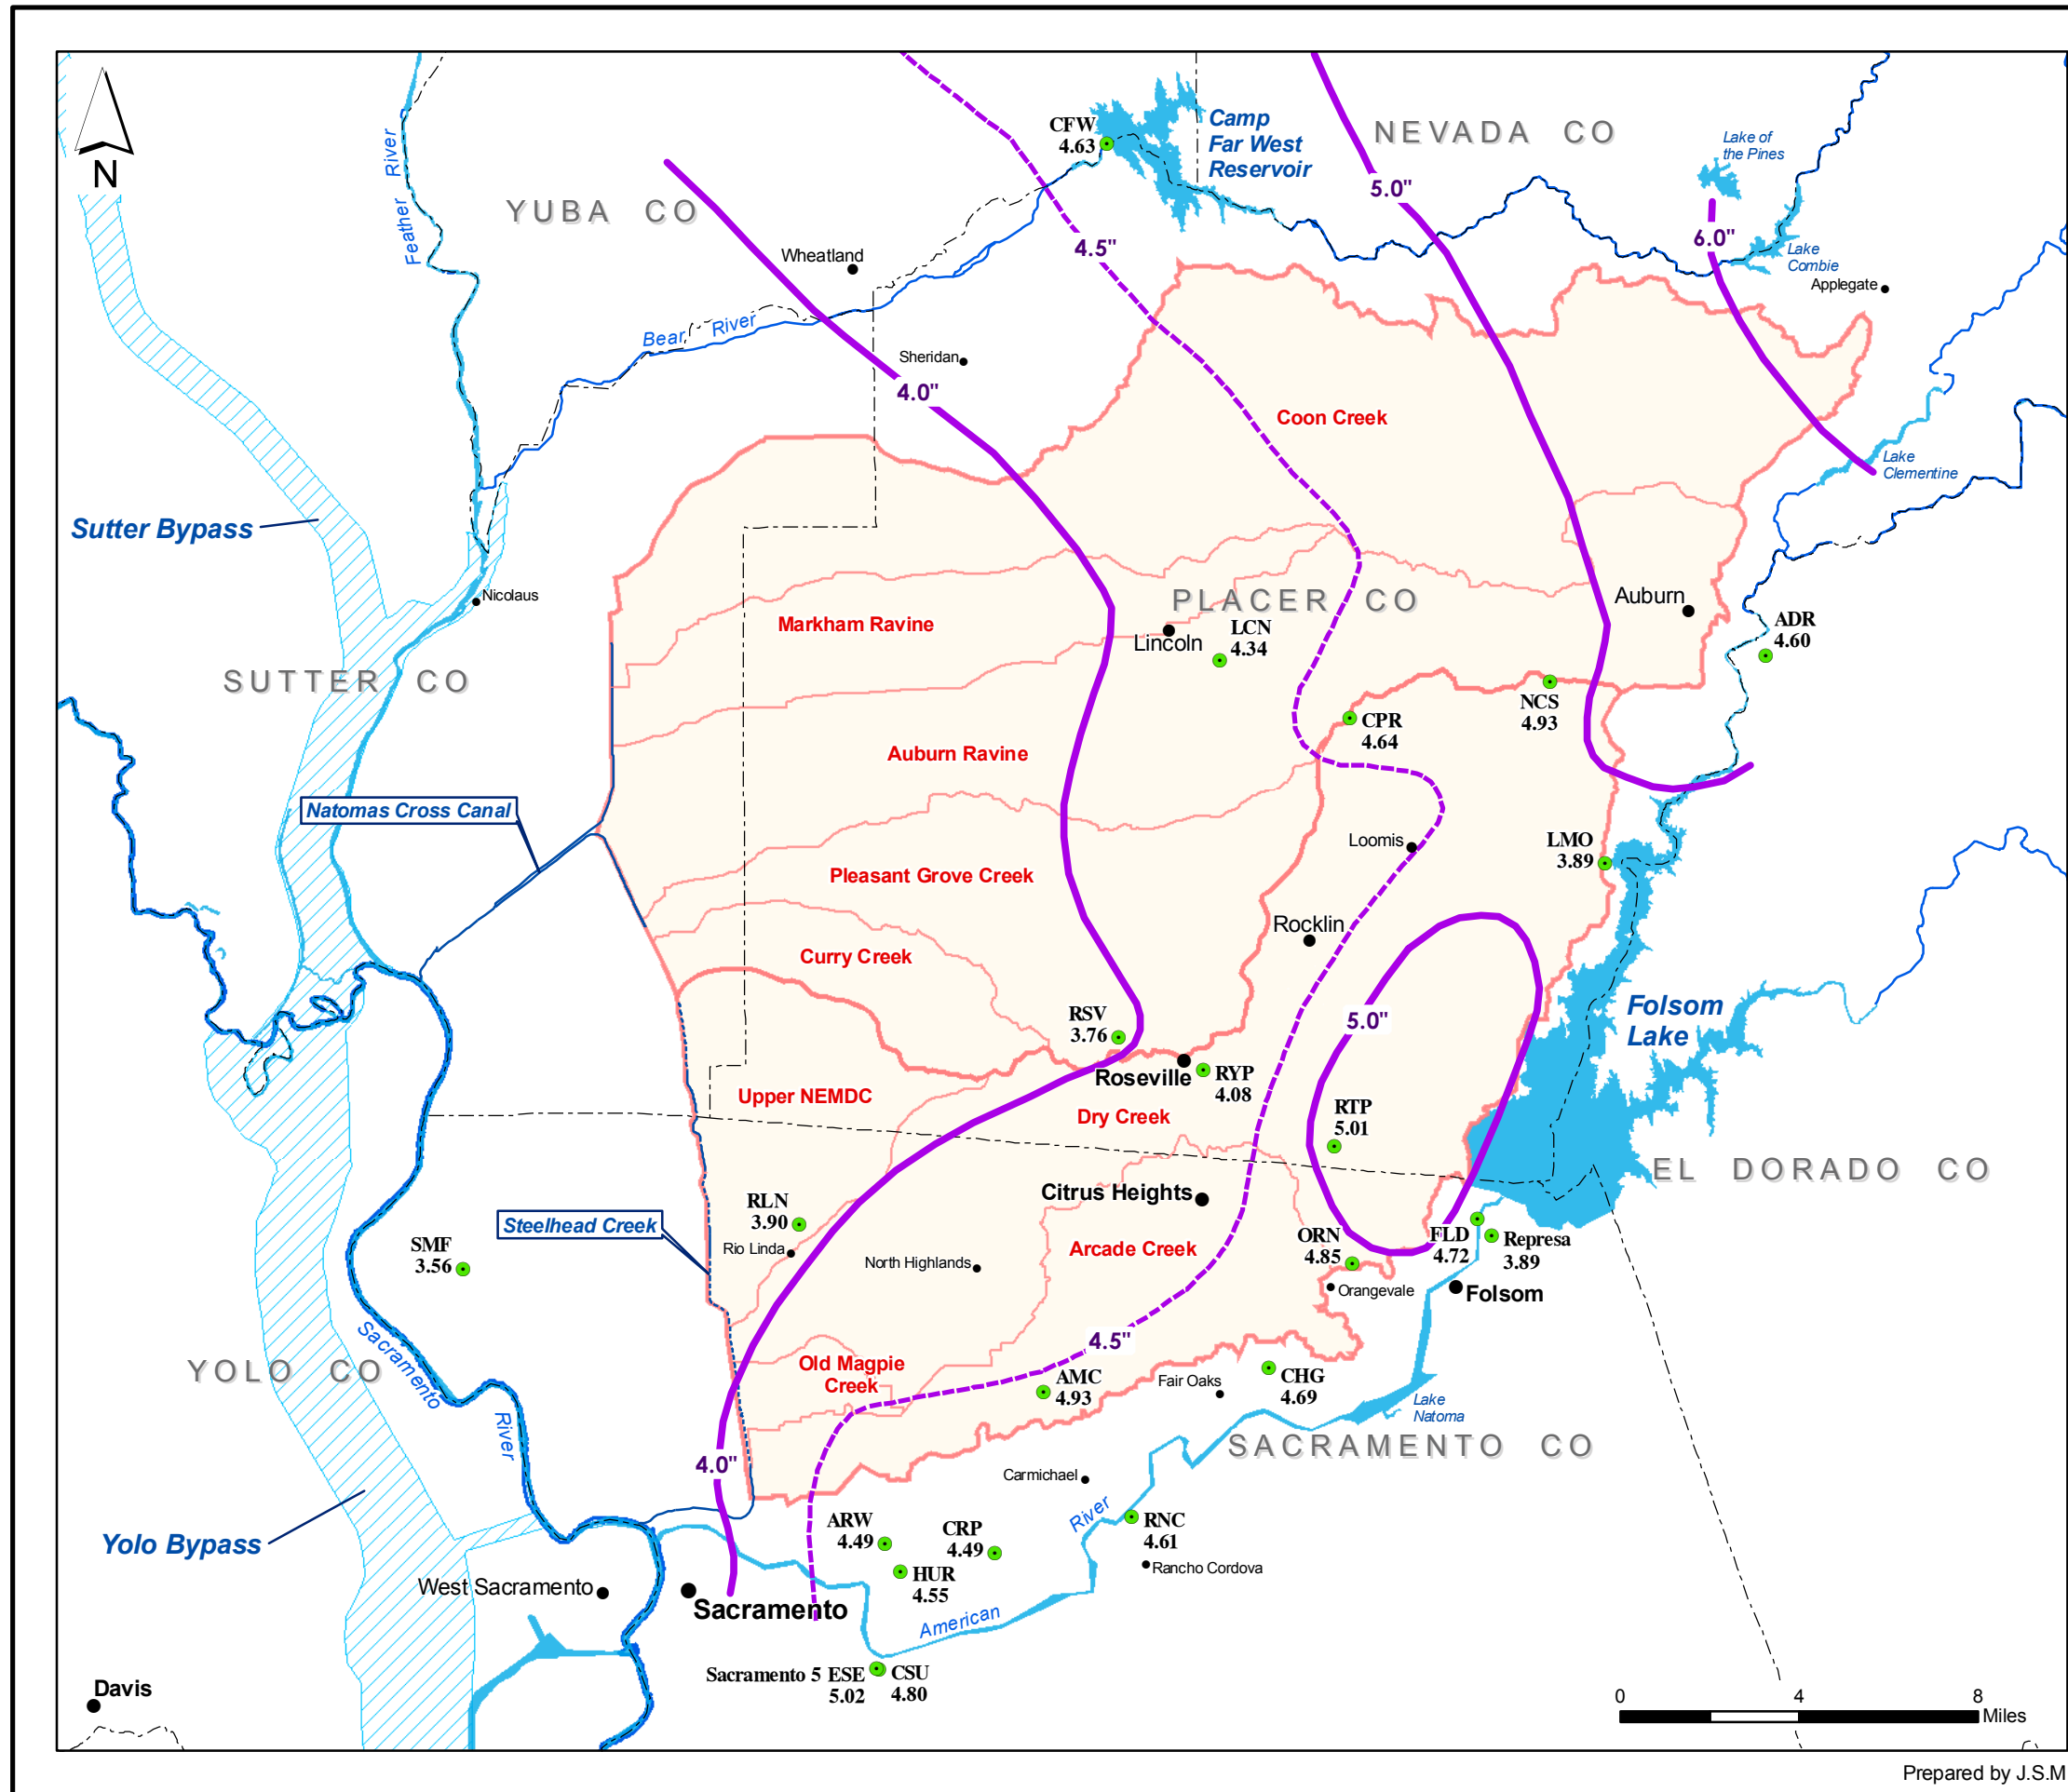 N
Feather River
YUBA CO
CFW
4.63
Camp
Far West
Reservoir
NEVADA CO
Lake of
the Pines
5.0"
4.5"
6.0"
Lake
Combie
Applegate
Wheatland
Bear River
Sheridan
4.0"
Coon Creek
Lake
Clementine
Sutter Bypass
Nicolaus
Markham Ravine
PLACER CO
Lincoln
LCN
4.34
Auburn
ADR
4.60
SUTTER CO
NCS
4.93
CPR
4.64
Auburn Ravine
Natomas Cross Canal
Loomis
LMO
3.89
Pleasant Grove Creek
Rocklin
Curry Creek
RSV
3.76
5.0"
Folsom
Lake
Roseville
RYP
4.08
Upper NEMDC
Dry Creek
RTP
5.01
EL DORADO CO
Citrus Heights
RLN
3.90
Steelhead Creek
Rio Linda
SMF
3.56
North Highlands
Arcade Creek
ORN
4.85
FLD
4.72
Represa
3.89
Orangevale
Folsom
4.5"
YOLO CO
Sacramento
River
Old Magpie
Creek
AMC
4.93
Fair Oaks
CHG
4.69
Lake
Natoma
SACRAMENTO CO
4.0"
Carmichael
River
ARW
4.49
CRP
4.49
RNC
4.61
Yolo Bypass
HUR
4.55
Rancho Cordova
West Sacramento
Sacramento
American
Sacramento 5 ESE
5.02
CSU
4.80
Davis
0 4 8
Miles
Prepared by J.S.M